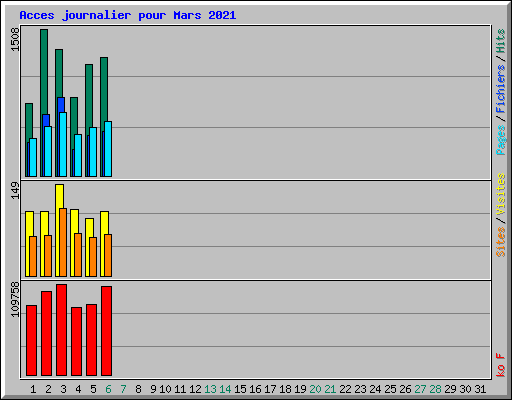 Acces journalier pour Mars 2021
1508
Pages/Fichiers/Hits
149
Sites/Visites
109758
ko F
1 2 3 4 5 6 7 8 9 10 11 12 13 14 15 16 17 18 19 20 21 22 23 24 25 26 27 28 29 30 31